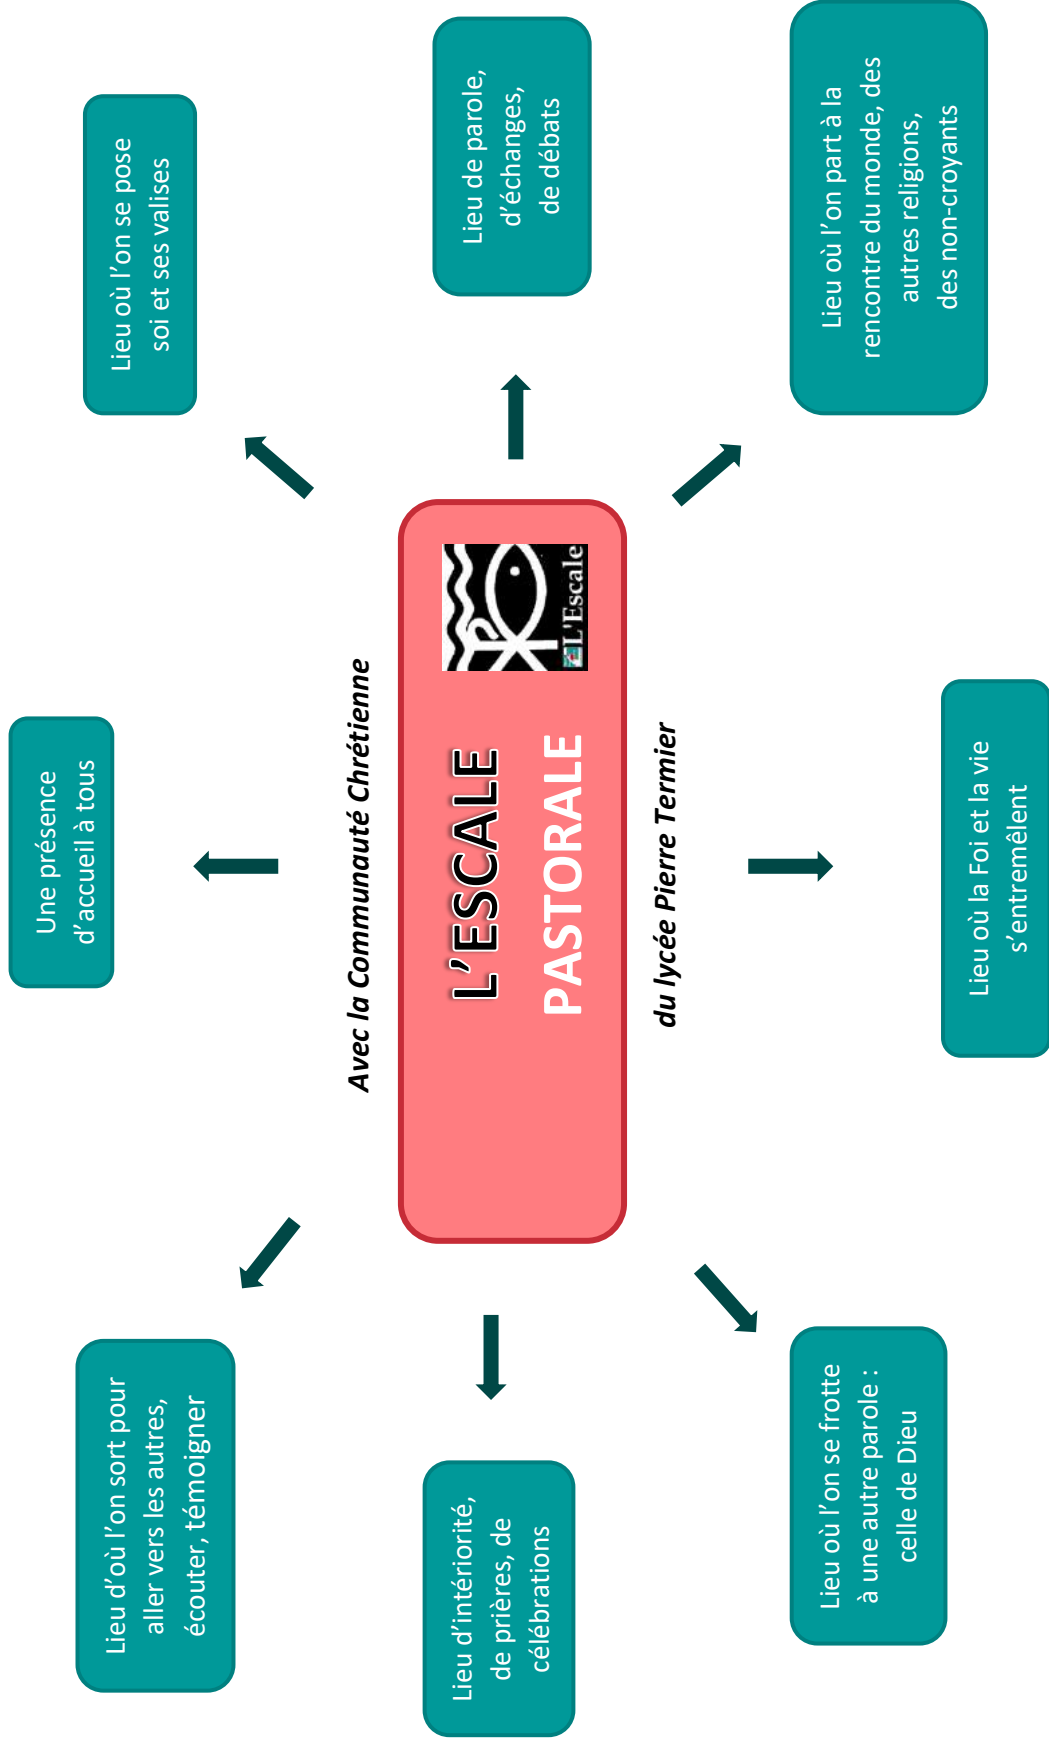 Une présence
d’accueil à tous
Lieu d’où l’on sort pour
aller vers les autres,
écouter, témoigner
Lieu où l’on se pose
soi et ses valises
Avec la Communauté Chrétienne
L’ESCALE
PASTORALE
L'Escale
du lycée Pierre Termier
Lieu d’intériorité,
de prières, de
célébrations
Lieu de parole,
d’échanges,
de débats
Lieu où l’on se frotte
à une autre parole :
celle de Dieu
Lieu où la Foi et la vie
s’entremêlent
Lieu où l’on part à la
rencontre du monde, des
autres religions,
des non-croyants